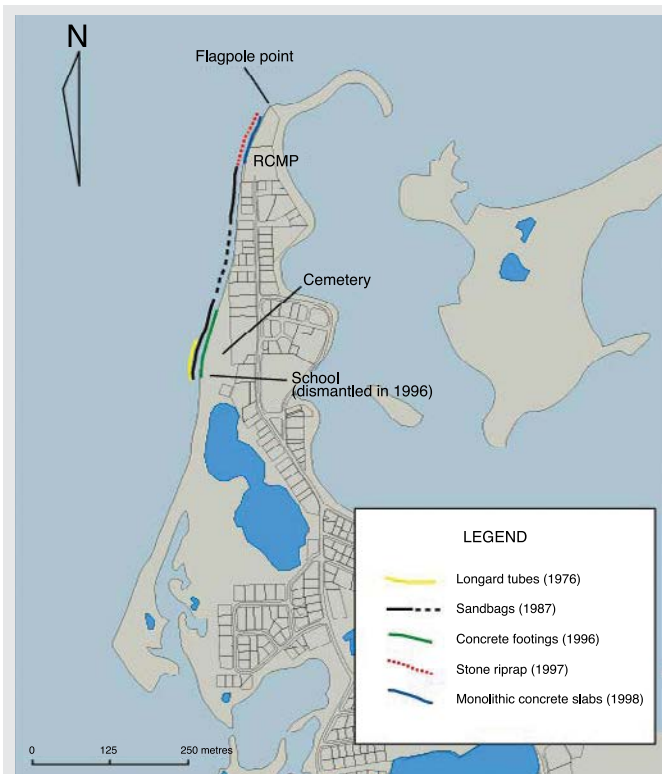 N
Flagpole point
RCMP
Cemetery
School
(dismantled in 1996)
LEGEND
Longard tubes (1976)
Sandbags (1987)
Concrete footings (1996)
Stone riprap (1997)
Monolithic concrete slabs (1998)
0 125 250 metres